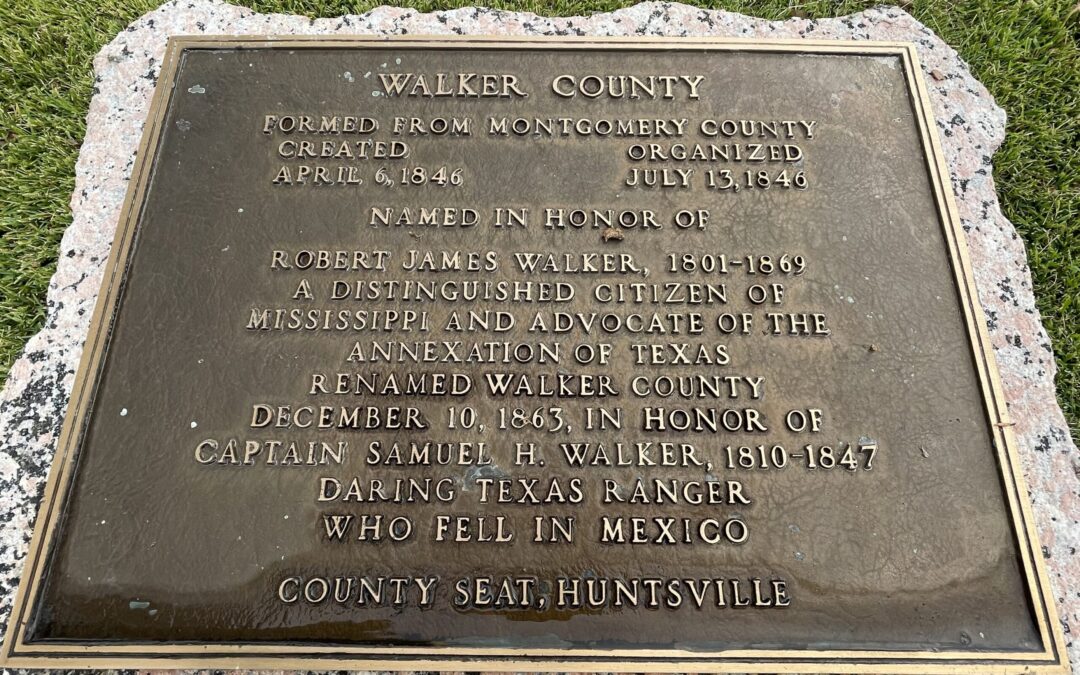 WALKER COUNTY
FORMED FROM MONTGOMERY COUNTY
CREATED ORGANIZED
APRIL 6, 1846 JULY 13, 1846
NAMED IN HONOR OF
ROBERT JAMES WALKER, 1801-1869
A DISTINGUISHED CITIZEN OF
MISSISSIPPI AND ADVOCATE OF THE
ANNEXATION OF TEXAS
RENAMED WALKER COUNTY
DECEMBER 10, 1863, IN HONOR OF
CAPTAIN SAMUEL H. WALKER, 1810-1847
DARING TEXAS RANGER
WHO FELL IN MEXICO
COUNTY SEAT, HUNTSVILLE